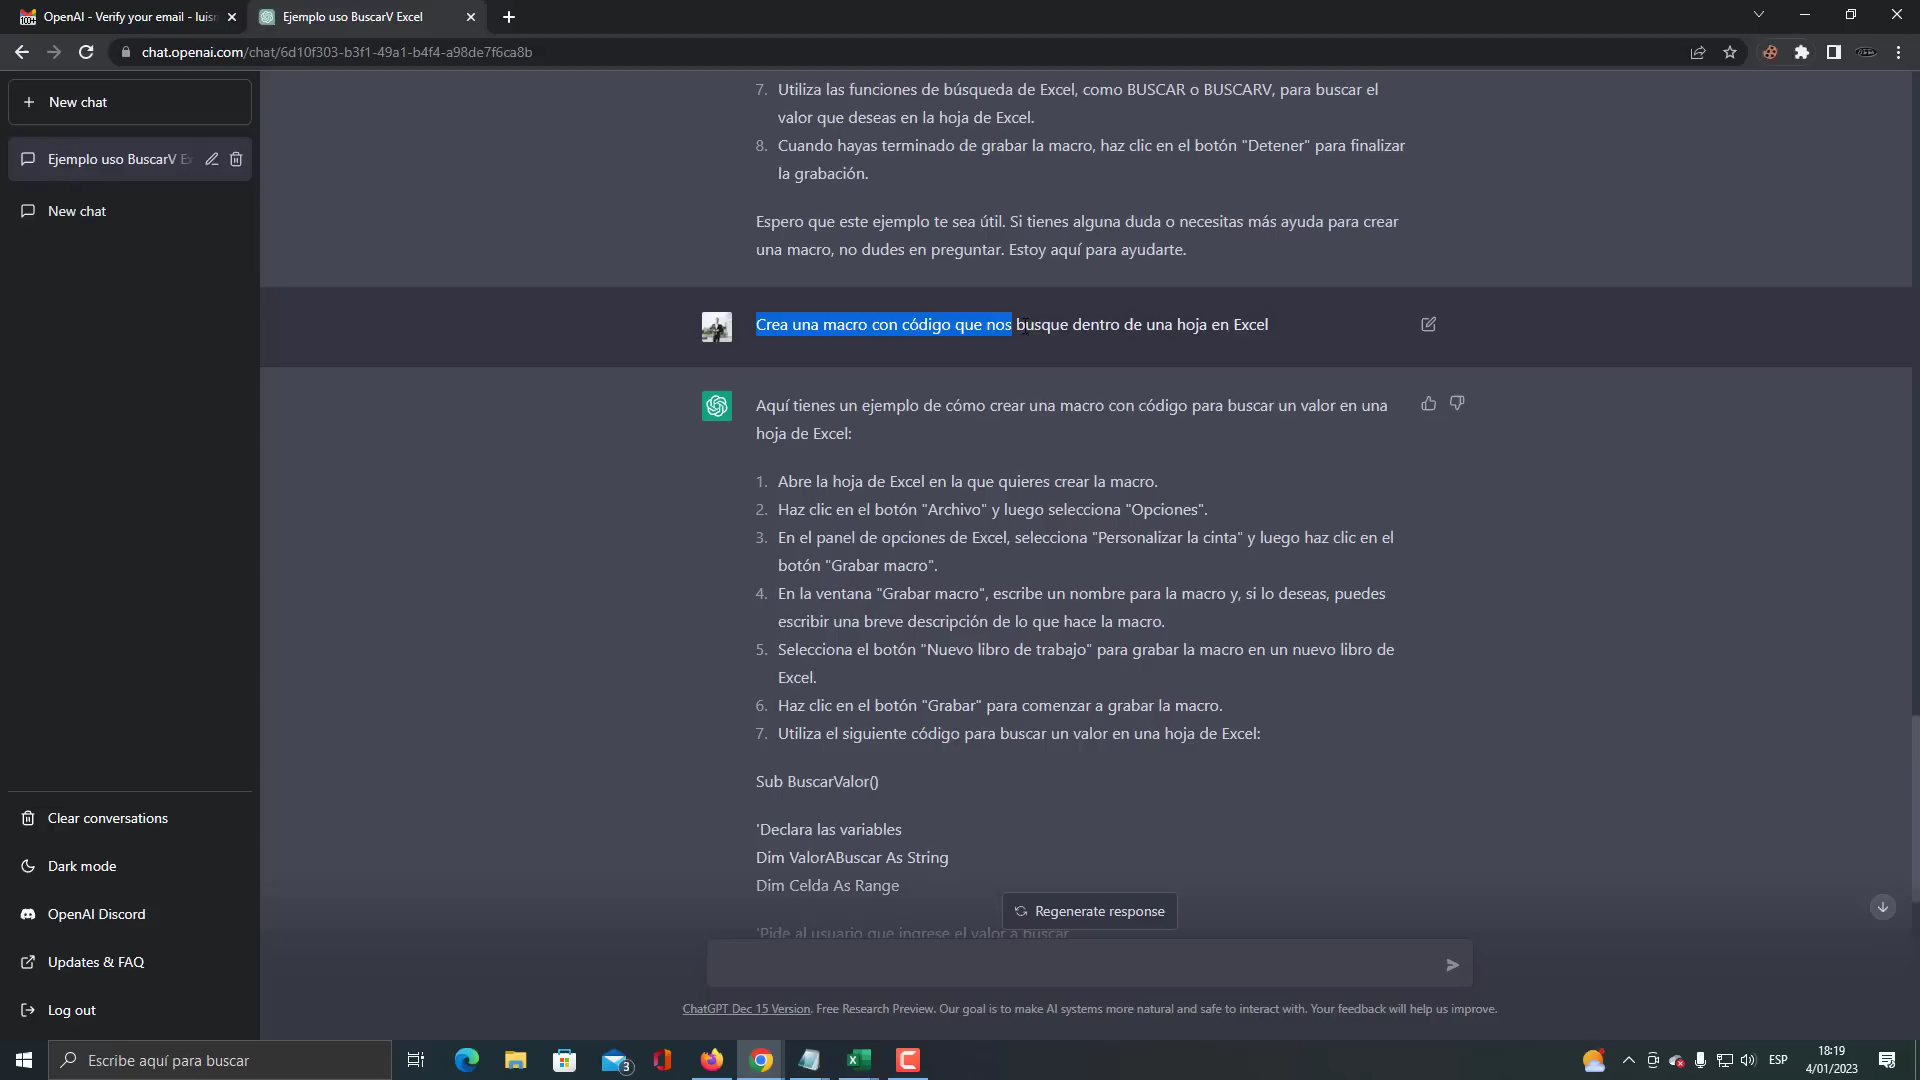 OpenAI - Verify your email - luisn
Ejemplo uso BuscarV Excel
chat.openai.com/chat/6d10f303-b3f1-49a1-b4f4-a98de7f6ca8b
New chat
Ejemplo uso BuscarV E
New chat
7. Utiliza las funciones de búsqueda de Excel, como BUSCAR o BUSCARV, para buscar el
valor que deseas en la hoja de Excel.
8. Cuando hayas terminado de grabar la macro, haz clic en el botón "Detener" para finalizar
la grabación.
Espero que este ejemplo te sea útil. Si tienes alguna duda o necesitas más ayuda para crear
una macro, no dudes en preguntar. Estoy aquí para ayudarte.
Crea una macro con código que nos busque dentro de una hoja en Excel
Aquí tienes un ejemplo de cómo crear una macro con código para buscar un valor en una
hoja de Excel:
1. Abre la hoja de Excel en la que quieres crear la macro.
2. Haz clic en el botón "Archivo" y luego selecciona "Opciones".
3. En el panel de opciones de Excel, selecciona "Personalizar la cinta" y luego haz clic en el
botón "Grabar macro".
4. En la ventana "Grabar macro", escribe un nombre para la macro y, si lo deseas, puedes
escribir una breve descripción de lo que hace la macro.
5. Selecciona el botón "Nuevo libro de trabajo" para grabar la macro en un nuevo libro de
Excel.
6. Haz clic en el botón "Grabar" para comenzar a grabar la macro.
7. Utiliza el siguiente código para buscar un valor en una hoja de Excel:
Sub BuscarValor()
'Declara las variables
Dim ValorABuscar As String
Dim Celda As Range
'Pide al usuario que ingrese el valor a buscar
Regenerate response
Clear conversations
Dark mode
OpenAI Discord
Updates & FAQ
Log out
ChatGPT Dec 15 Version. Free Research Preview. Our goal is to make AI systems more natural and safe to interact with. Your feedback will help us improve.
Escribe aquí para buscar
3
ESP
18:19
4/01/2023